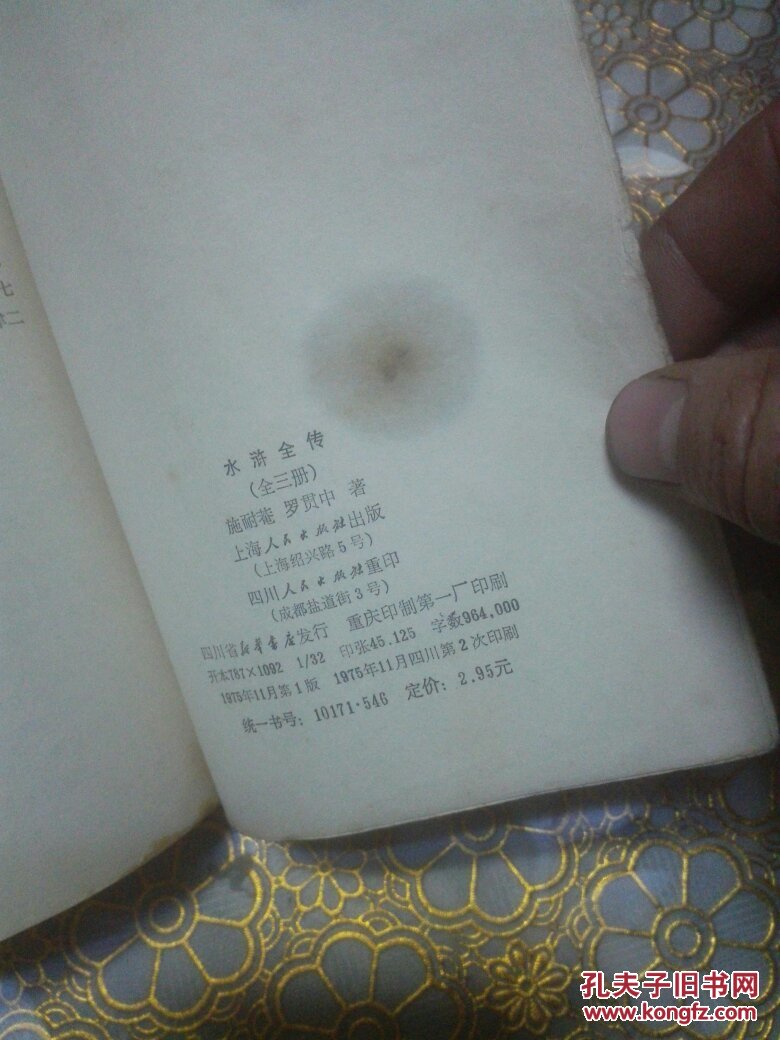 七
二
水浒全传
(全三册)
施耐菴 罗贯中 著
上海人民出版社出版
(上海绍兴路5号)
四川人民出版社重印
(成都盐道街3号)
四川省新华书店发行 重庆印制第一厂印刷
开本787×1092 1/32 印张45.125 字数964,000
1975年11月第1版 1975年11月四川第2次印刷
统一书号：10171·546 定价：2.95元
孔夫子旧书网
www.kongfz.com